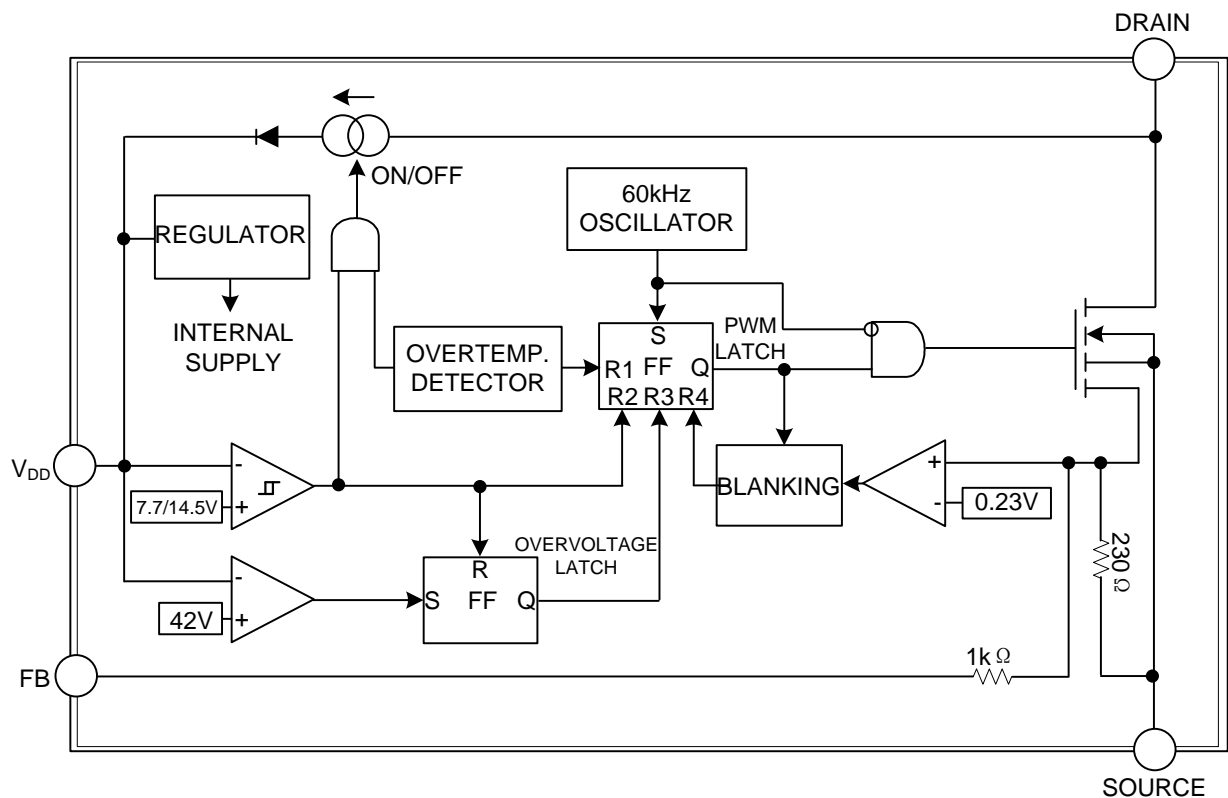 DRAIN
ON/OFF
60kHz
OSCILLATOR
REGULATOR
INTERNAL
SUPPLY
OVERTEMP.
DETECTOR
S
R1 FF Q
R2 R3 R4
PWM
LATCH
VDD
-
7.7/14.5V
+
BLANKING
+
-
0.23V
230 Ω
OVERVOLTAGE
LATCH
-
42V
+
R
S FF Q
FB
1k Ω
SOURCE